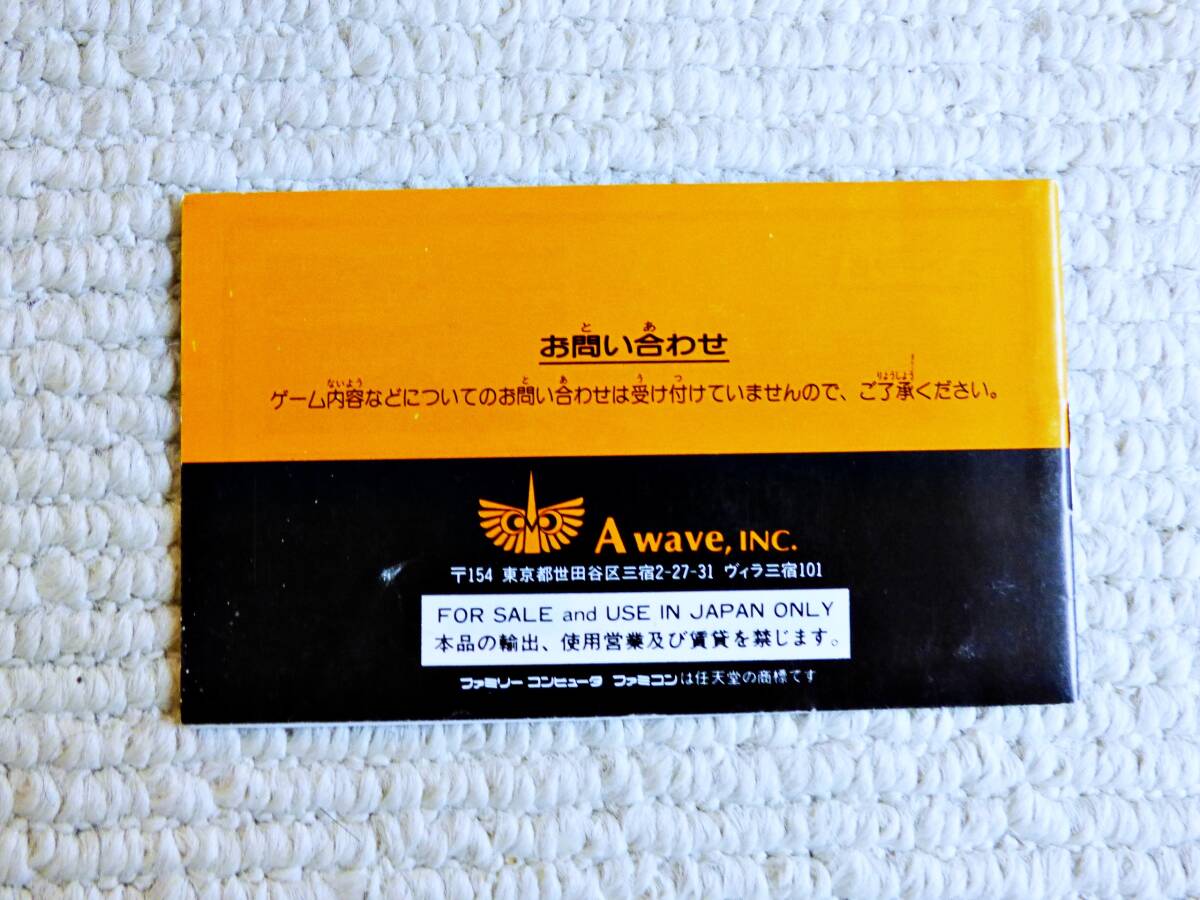 お問い合わせ
ゲーム内容などについてのお問い合わせは受け付けていませんので、ご了承ください。
A wave, INC.
〒154 東京都世田谷区三宿2-27-31 ヴィラ三宿101
FOR SALE and USE IN JAPAN ONLY
本品の輸出、使用営業及び賃貸を禁じます。
ファミリーコンピュータ ファミコンは任天堂の商標です